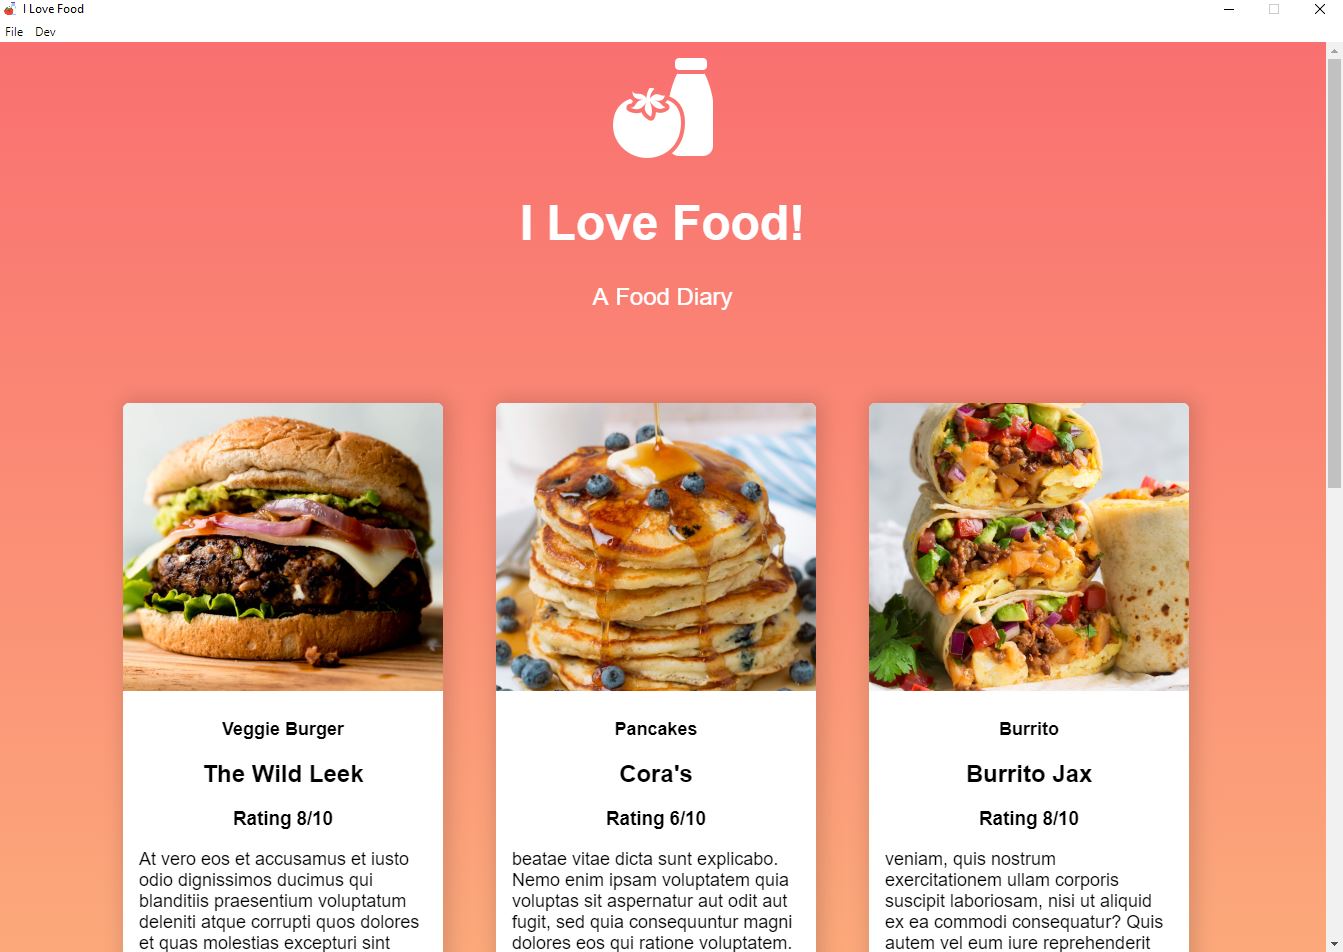 I Love Food
File Dev
I Love Food!
A Food Diary
Veggie Burger
The Wild Leek
Rating 8/10
At vero eos et accusamus et iusto
odio dignissimos ducimus qui
blanditiis praesentium voluptatum
deleniti atque corrupti quos dolores
et quas molestias excepturi sint
Pancakes
Cora's
Rating 6/10
beatae vitae dicta sunt explicabo.
Nemo enim ipsam voluptatem quia
voluptas sit aspernatur aut odit aut
fugit, sed quia consequuntur magni
dolores eos qui ratione voluptatem.
Burrito
Burrito Jax
Rating 8/10
veniam, quis nostrum
exercitationem ullam corporis
suscipit laboriosam, nisi ut aliquid
ex ea commodi consequatur? Quis
autem vel eum iure reprehenderit